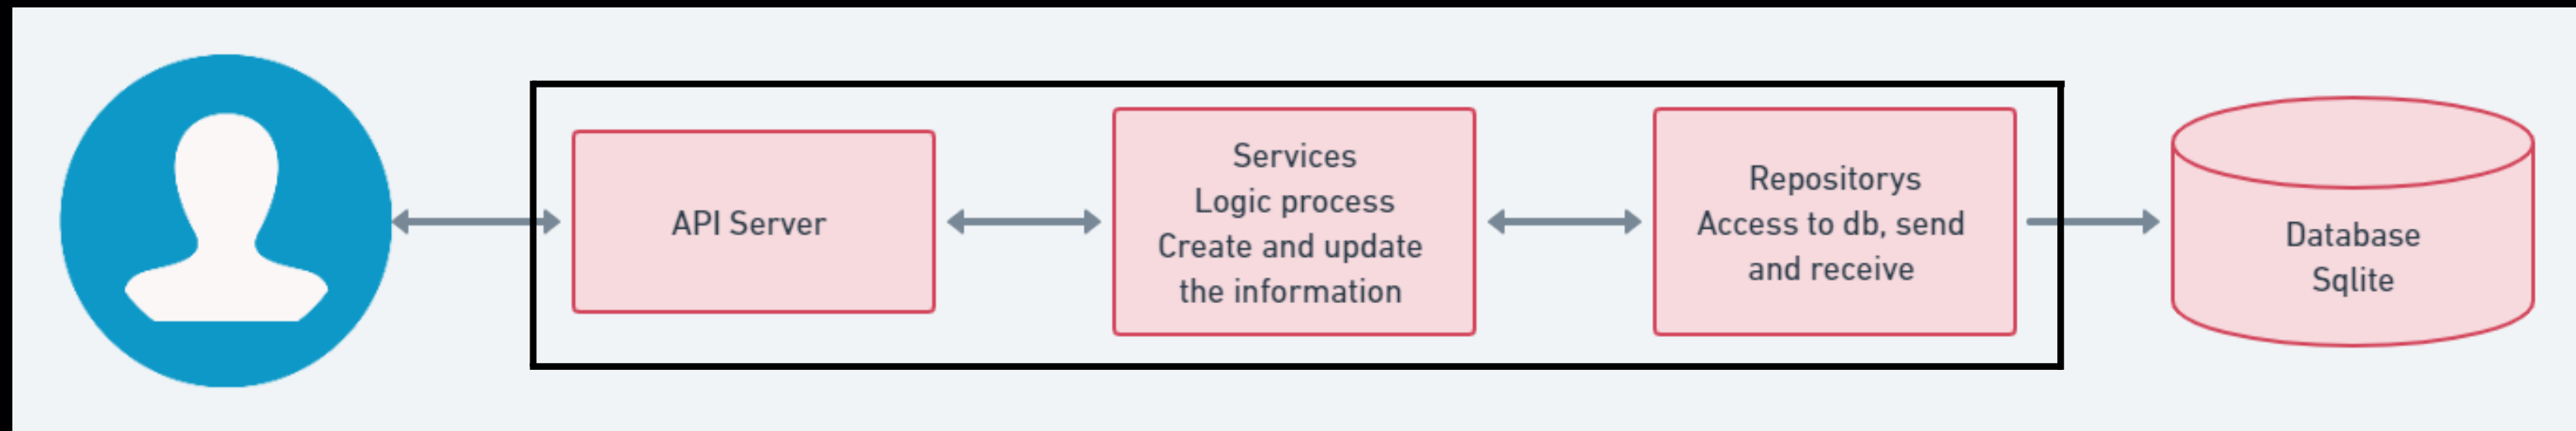 API Server
Services
Logic process
Create and update
the information
Repositorys
Access to db, send
and receive
Database
Sqlite